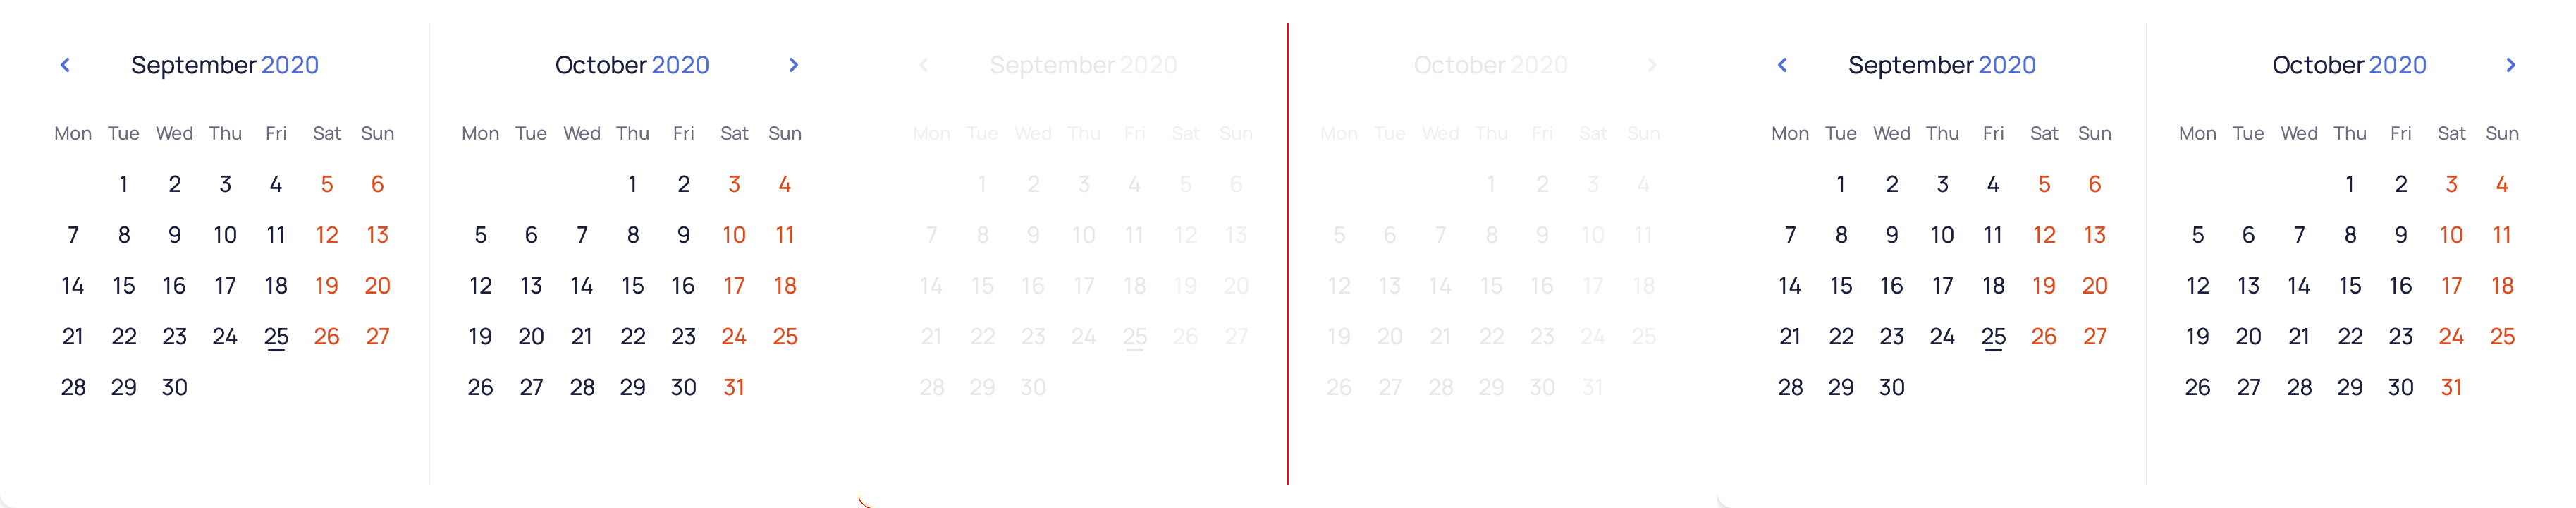 September 2020 October 2020 September 2020 October 2020 September 2020 October 2020
Mon Tue Wed Thu Fri Sat Sun Mon Tue Wed Thu Fri Sat Sun Mon Tue Wed Thu Fri Sat Sun Mon Tue Wed Thu Fri Sat Sun Mon Tue Wed Thu Fri Sat Sun Mon Tue Wed Thu Fri Sat Sun
1 2 3 4 5 6 1 2 3 4 1 2 3 4 5 6 1 2 3 4 1 2 3 4 5 6 1 2 3 4
7 8 9 10 11 12 13 5 6 7 8 9 10 11 7 8 9 10 11 12 13 5 6 7 8 9 10 11 7 8 9 10 11 12 13 5 6 7 8 9 10 11
14 15 16 17 18 19 20 12 13 14 15 16 17 18 14 15 16 17 18 19 20 12 13 14 15 16 17 18 14 15 16 17 18 19 20 12 13 14 15 16 17 18
21 22 23 24 25 26 27 19 20 21 22 23 24 25 21 22 23 24 25 26 27 19 20 21 22 23 24 25 21 22 23 24 25 26 27 19 20 21 22 23 24 25
28 29 30 26 27 28 29 30 31 28 29 30 26 27 28 29 30 31 28 29 30 26 27 28 29 30 31